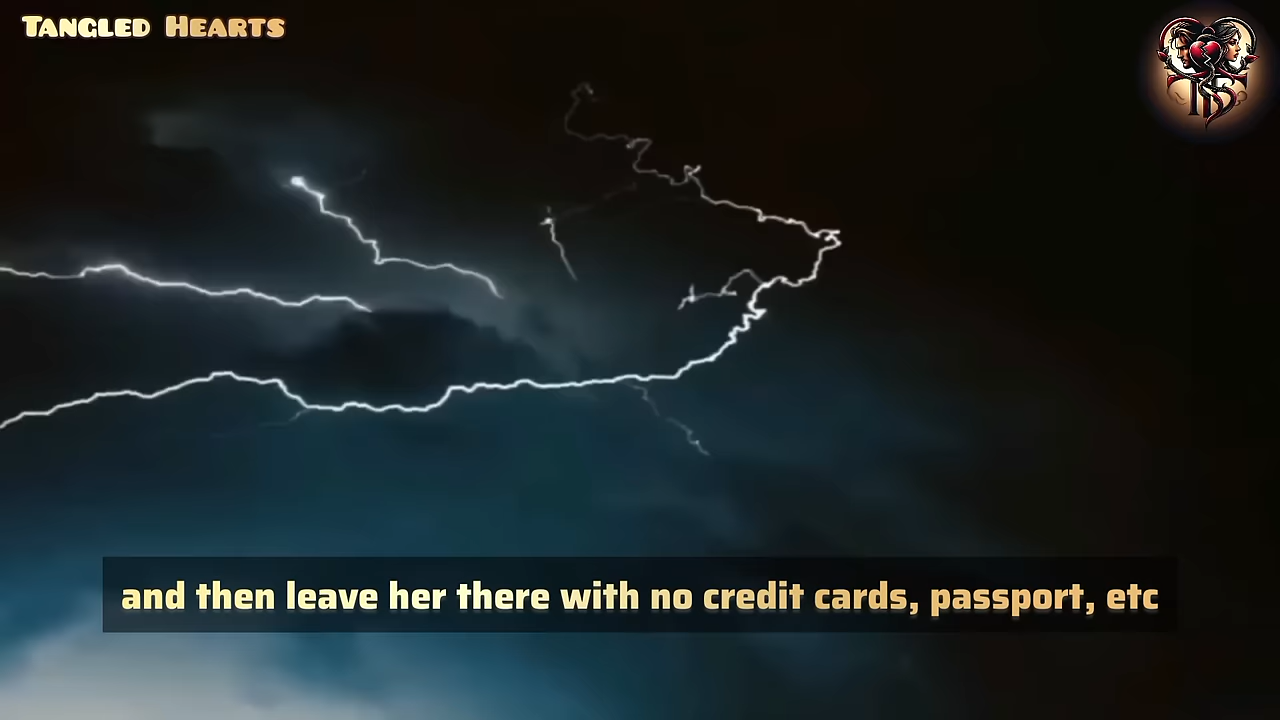 Tangled Hearts
and then leave her there with no credit cards, passport, etc